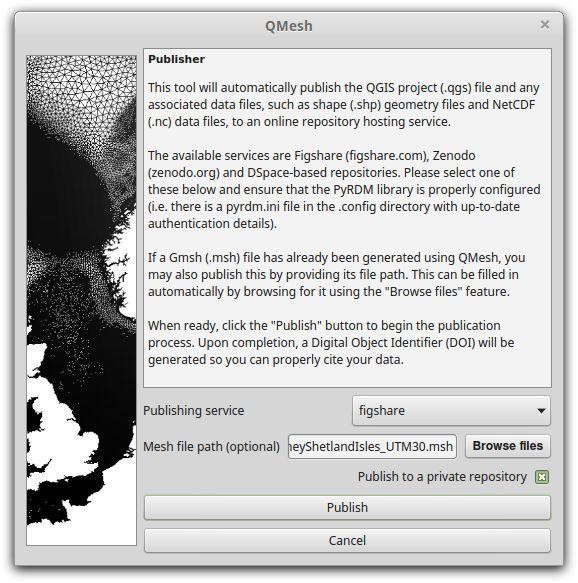 QMesh
Publisher
This tool will automatically publish the QGIS project (.qgs) file and any
associated data files, such as shape (.shp) geometry files and NetCDF
(.nc) data files, to an online repository hosting service.
The available services are Figshare (figshare.com), Zenodo
(zenodo.org) and DSpace-based repositories. Please select one of
these below and ensure that the PyRDM library is properly configured
(i.e. there is a pyrdm.ini file in the .config directory with up-to-date
authentication details).
If a Gmsh (.msh) file has already been generated using QMesh, you
may also publish this by providing its file path. This can be filled in
automatically by browsing for it using the "Browse files" feature.
When ready, click the "Publish" button to begin the publication
process. Upon completion, a Digital Object Identifier (DOI) will be
generated so you can properly cite your data.
Publishing service figshare
Mesh file path (optional) neyShetlandIsles_UTM30.msh Browse files
Publish to a private repository
Publish
Cancel